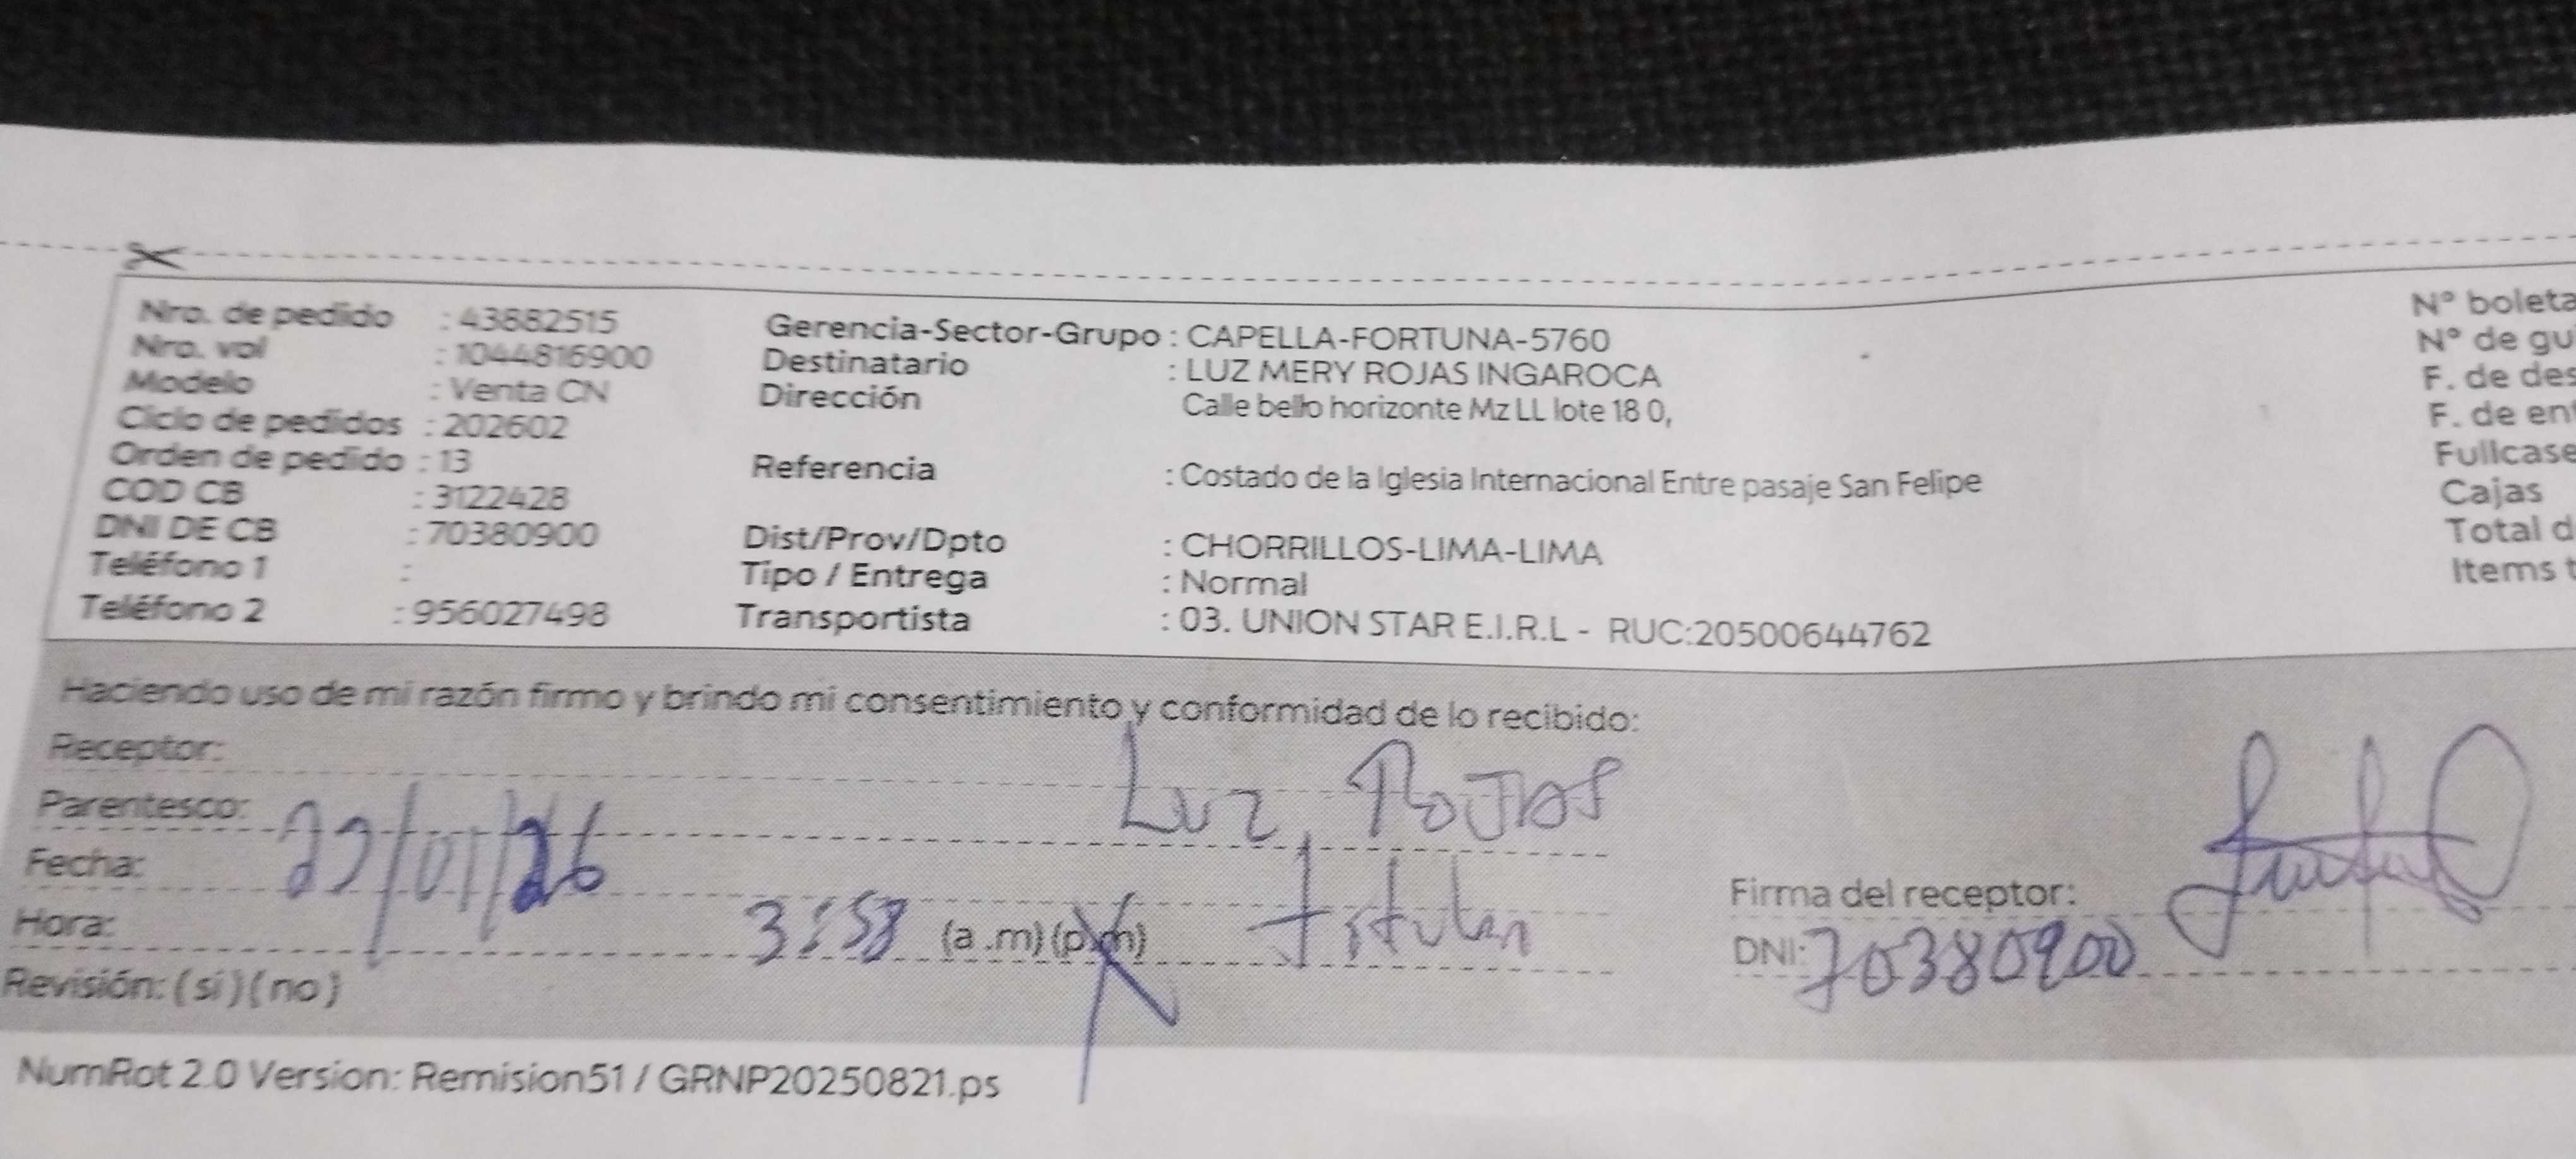 Nro. de pedido : 43882515
Nro. vol : 1044816900
Modelo : Venta CN
Ciclo de pedidos : 202602
Orden de pedido : 13
COD CB : 3122428
DNI DE CB : 70380900
Teléfono 1 :
Teléfono 2 : 956027498
Gerencia-Sector-Grupo : CAPELLA-FORTUNA-5760
Destinatario : LUZ MERY ROJAS INGAROCA
Dirección Calle bello horizonte Mz LL lote 18 0,
Referencia : Costado de la Iglesia Internacional Entre pasaje San Felipe
Dist/Prov/Dpto : CHORRILLOS-LIMA-LIMA
Tipo / Entrega : Normal
Transportista : 03. UNION STAR E.I.R.L - RUC:20500644762
N° boleta
N° de gu
F. de des
F. de ent
Fullcase
Cajas
Total d
Items t
Haciendo uso de mi razón firmo y brindo mi consentimiento y conformidad de lo recibido:
Receptor: Luz Rojas
Parentesco: titular
Fecha: /01/26
Hora: 3:58 (a .m) (p.m)
Revisión: ( si ) ( no )
Firma del receptor:
DNI: 70380900
NumRot 2.0 Version: Remision51 / GRNP20250821.ps